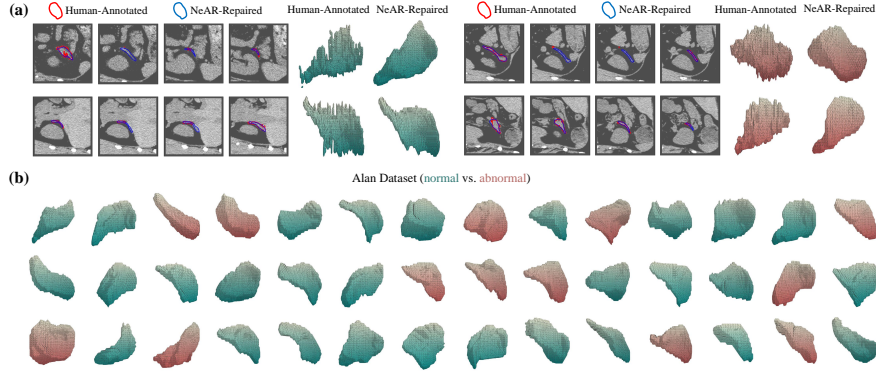 (a) Human-Annotated NeAR-Repaired Human-Annotated NeAR-Repaired Human-Annotated NeAR-Repaired Human-Annotated NeAR-Repaired
(b) Alan Dataset (normal vs. abnormal)